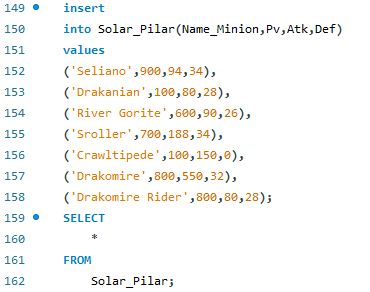 149 insert
150 into Solar_Pilar(Name_Minion,Pv,Atk,Def)
151 values
152 ('Seliano',900,94,34),
153 ('Drakanian',100,80,28),
154 ('River Gorite',600,90,26),
155 ('Sroller',700,188,34),
156 ('Crawltipede',100,150,0),
157 ('Drakomire',800,550,32),
158 ('Drakomire Rider',800,80,28);
159 SELECT
160 *
161 FROM
162 Solar_Pilar;